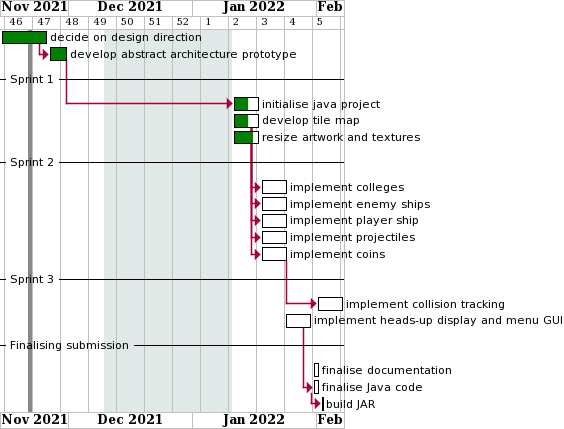 Nov 2021 Dec 2021 Jan 2022 Feb
46 47 48 49 50 51 52 1 2 3 4 5
decide on design direction
develop abstract architecture prototype
Sprint 1
initialise java project
develop tile map
resize artwork and textures
Sprint 2
implement colleges
implement enemy ships
implement player ship
implement projectiles
implement coins
Sprint 3
implement collision tracking
implement heads-up display and menu GUI
Finalising submission
finalise documentation
finalise Java code
build JAR
Nov 2021 Dec 2021 Jan 2022 Feb